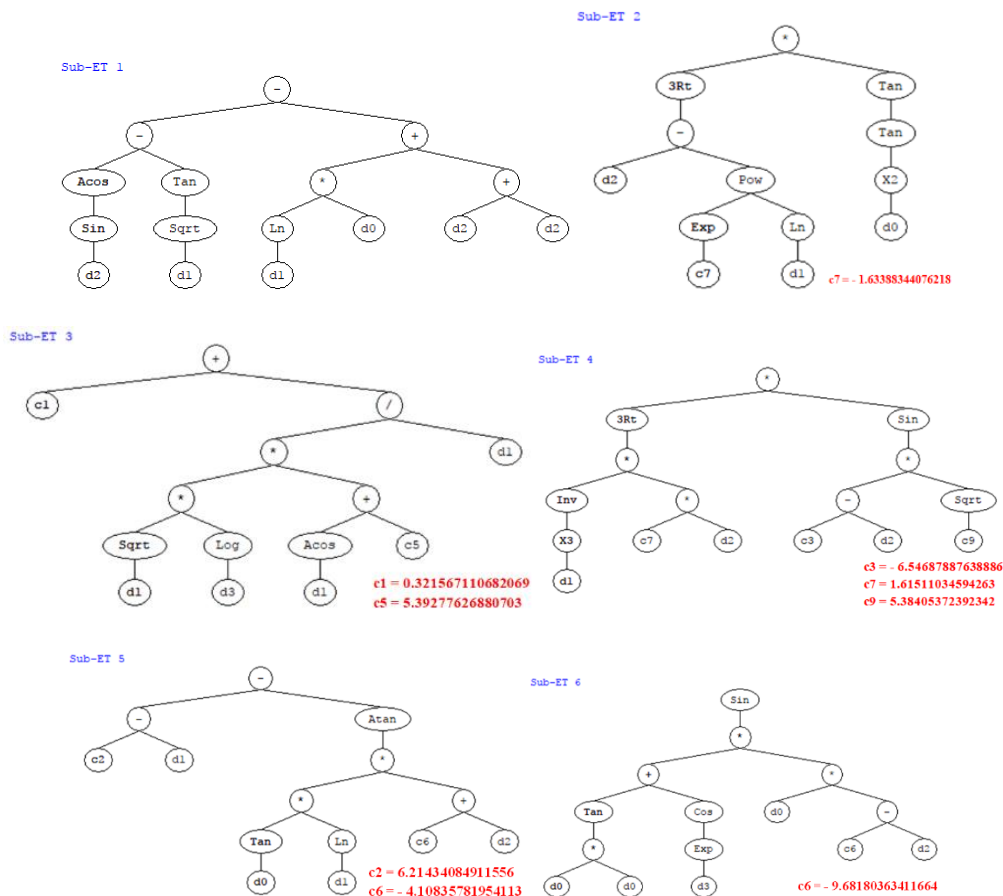 Sub-ET 1
-
- +
Acos Tan * +
Sin Sqrt Ln d0 d2 d2
d2 d1 d1
Sub-ET 2
*
3Rt Tan
- Tan
d2 Pow X2
Exp Ln d0
c7 d1
c7 = - 1.63388344076218
Sub-ET 3
+
c1 /
* d1
* +
Sqrt Log Acos c5
d1 d3 d1
c1 = 0.321567110682069
c5 = 5.39277626880703
Sub-ET 4
*
3Rt Sin
* *
Inv * - Sqrt
X3 c7 d2 c3 d2 c9
d1
c3 = - 6.54687887638886
c7 = 1.61511034594263
c9 = 5.38405372392342
Sub-ET 5
-
- Atan
c2 d1 *
* +
Tan Ln c6 d2
d0 d1
c2 = 6.21434084911556
c6 = - 4.10835781954113
Sub-ET 6
Sin
*
+ *
Tan Cos d0 -
* Exp c6 d2
d0 d0 d3
c6 = - 9.68180363411664